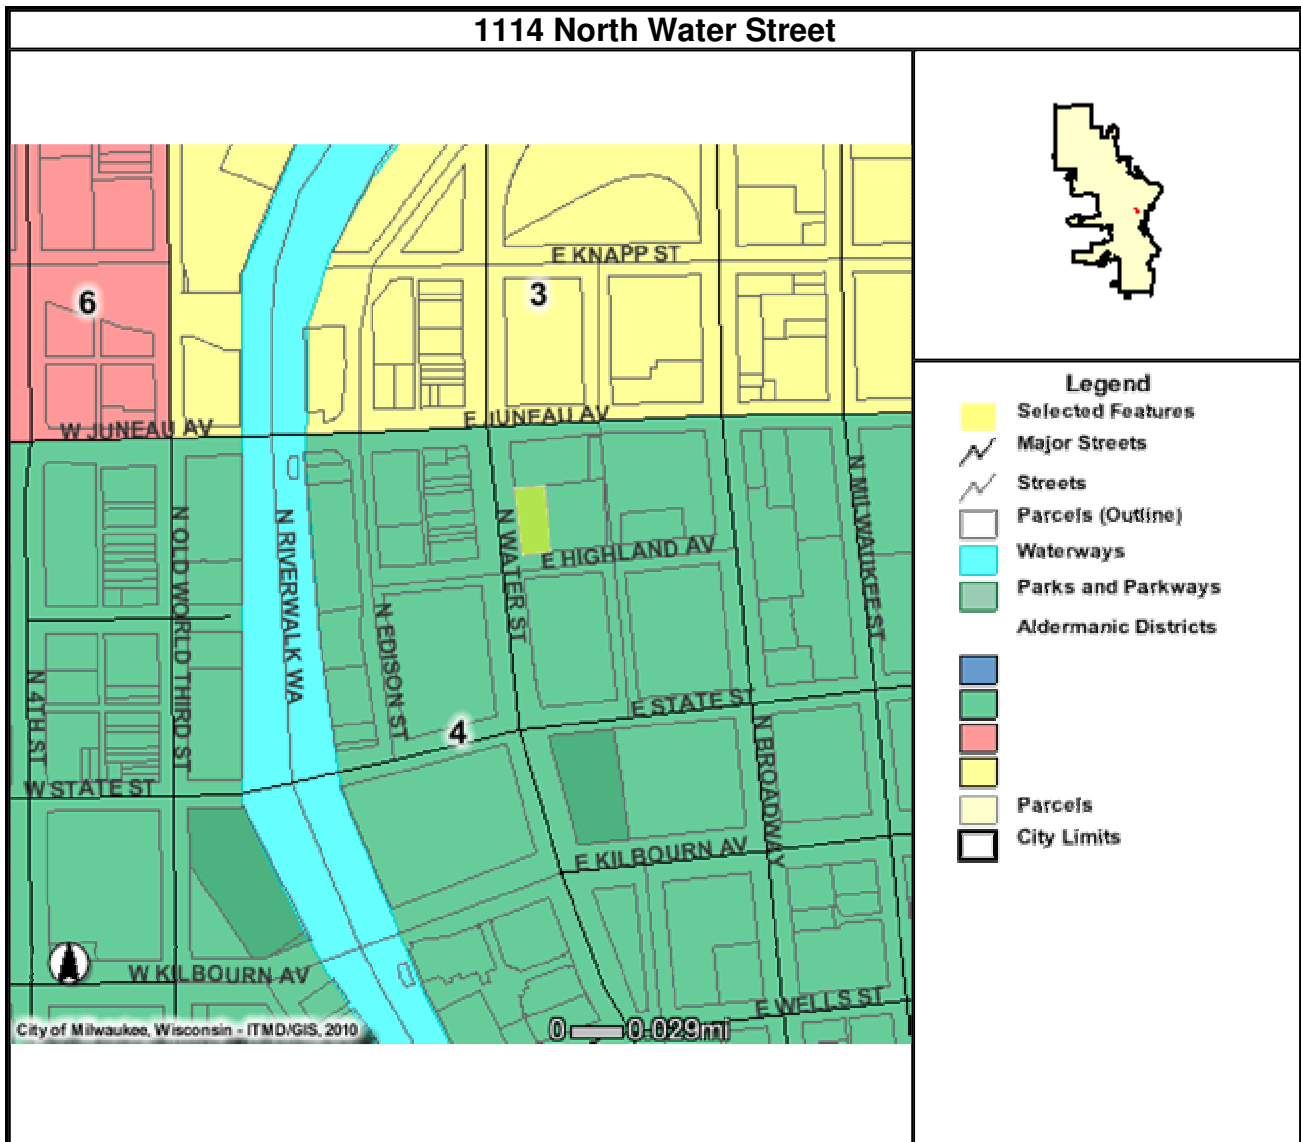 1114 North Water Street
E KNAPP ST
6
3
E JUNEAU AV
W JUNEAU AV
N MILWAUKEE ST
N OLD WORLD THIRD ST
N RIVERWALK WA
N WATER ST
E HIGHLAND AV
N EDISON ST
N 4TH ST
E STATE ST
4
N BROADWAY
W STATE ST
E KILBOURN AV
W KILBOURN AV
E WELLS ST
City of Milwaukee, Wisconsin - ITMD/GIS, 2010
0 0.029mi
Legend
Selected Features
Major Streets
Streets
Parcels (Outline)
Waterways
Parks and Parkways
Aldermanic Districts
Parcels
City Limits